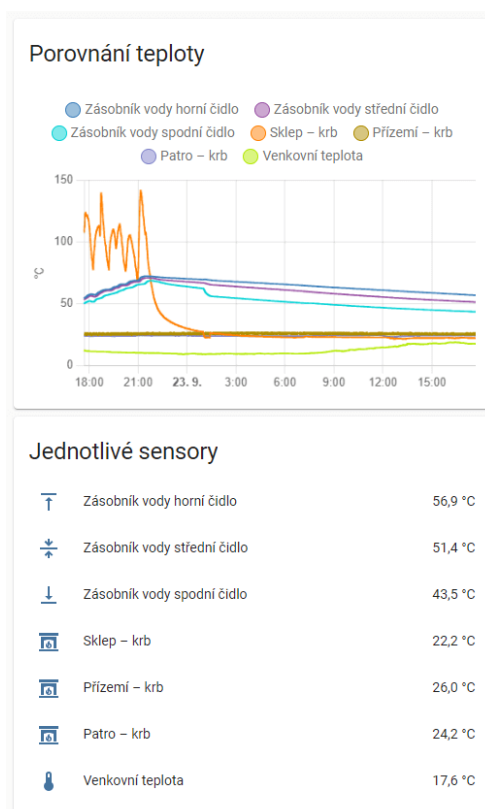 Porovnání teploty
Zásobník vody horní čidlo Zásobník vody střední čidlo
Zásobník vody spodní čidlo Sklep – krb Přízemí – krb
Patro – krb Venkovní teplota
150
100
°C
50
0
18:00 21:00 23. 9. 3:00 6:00 9:00 12:00 15:00
Jednotlivé sensory
Zásobník vody horní čidlo 56,9 °C
Zásobník vody střední čidlo 51,4 °C
Zásobník vody spodní čidlo 43,5 °C
Sklep – krb 22,2 °C
Přízemí – krb 26,0 °C
Patro – krb 24,2 °C
Venkovní teplota 17,6 °C